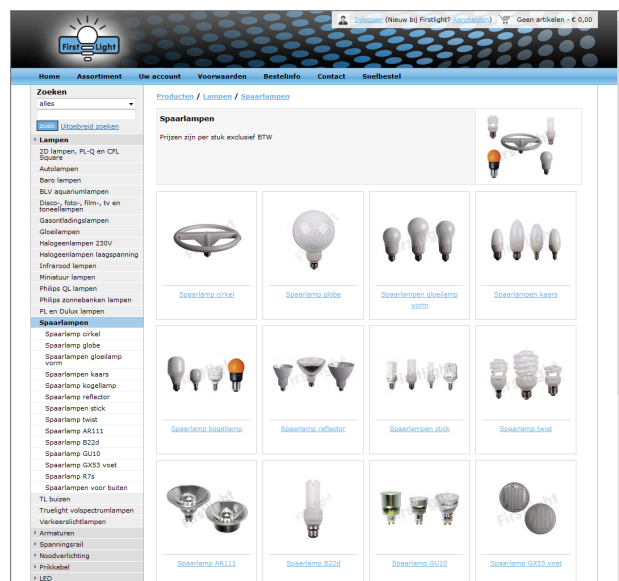 First Light
Inloggen (Nieuw bij Firstlight? Aanmelden)
Geen artikelen - € 0,00
Home Assortiment Uw account Voorwaarden Bestelinfo Contact Snelbestel
Zoeken
alles
zoek Uitgebreid zoeken
Lampen
2D lampen, PL-Q en CFL
Square
Autolampen
Baro lampen
BLV aquariumlampen
Disco-, foto-, film-, tv en
toneellampen
Gasontladingslampen
Gloeilampen
Halogeenlampen 230V
Halogeenlampen laagspanning
Infrarood lampen
Miniatuur lampen
Philips QL lampen
Philips zonnebanken lampen
PL en Dulux lampen
Spaarlampen
Spaarlamp cirkel
Spaarlamp globe
Spaarlampen gloeilamp
vorm
Spaarlampen kaars
Spaarlamp kogellamp
Spaarlamp reflector
Spaarlampen stick
Spaarlamp twist
Spaarlamp AR111
Spaarlamp B22d
Spaarlamp GU10
Spaarlamp GX53 voet
Spaarlamp R7s
Spaarlampen voor buiten
TL buizen
Truelight volspectrumlampen
Verkeerslichtlampen
Armaturen
Spanningsrail
Noodverlichting
Prikkabel
LED
Producten / Lampen / Spaarlampen
Spaarlampen
Prijzen zijn per stuk exclusief BTW
Spaarlamp cirkel
Spaarlamp globe
Spaarlampen gloeilamp
vorm
Spaarlampen kaars
Spaarlamp kogellamp
Spaarlamp reflector
Spaarlampen stick
Spaarlamp twist
Spaarlamp AR111
Spaarlamp B22d
Spaarlamp GU10
Spaarlamp GX53 voet